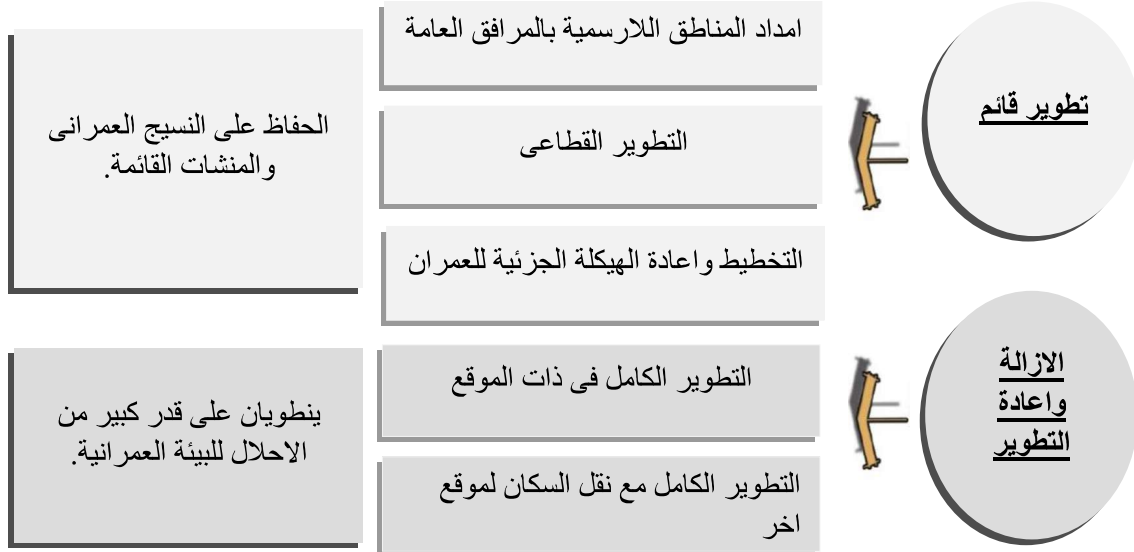 تطوير قائم
امداد المناطق اللارسمية بالمرافق العامة
التطوير القطاعى
التخطيط واعادة الهيكلة الجزئية للعمران
الحفاظ على النسيج العمرانى
والمنشات القائمة.
الازالة
واعادة
التطوير
التطوير الكامل فى ذات الموقع
التطوير الكامل مع نقل السكان لموقع
اخر
ينطويان على قدر كبير من
الاحلال للبيئة العمرانية.